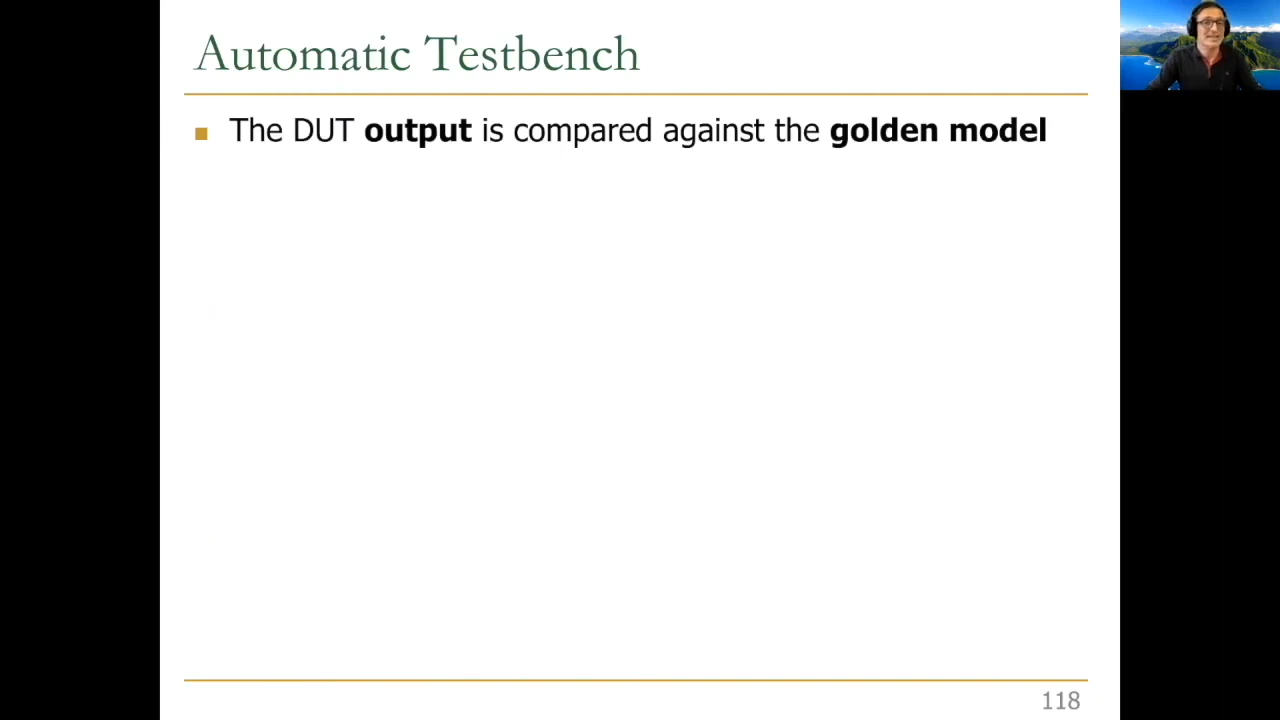 Automatic Testbench
The DUT output is compared against the golden model
118